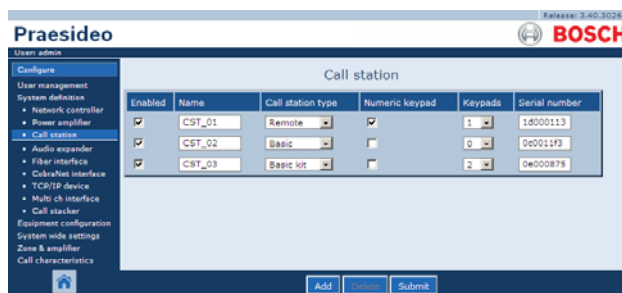 Release: 3.40.3026
Praesideo
BOSCH
User: admin
Configure
User management
System definition
Network controller
Power amplifier
Call station
Audio expander
Fiber interface
CobraNet interface
TCP/IP device
Multi ch interface
Call stacker
Equipment configuration
System wide settings
Zone & amplifier
Call characteristics
Call station
Enabled Name Call station type Numeric keypad Keypads Serial number
CST_01 Remote 1 1d000113
CST_02 Basic 0 0c0011f3
CST_03 Basic kit 2 0e000875
Add Delete Submit